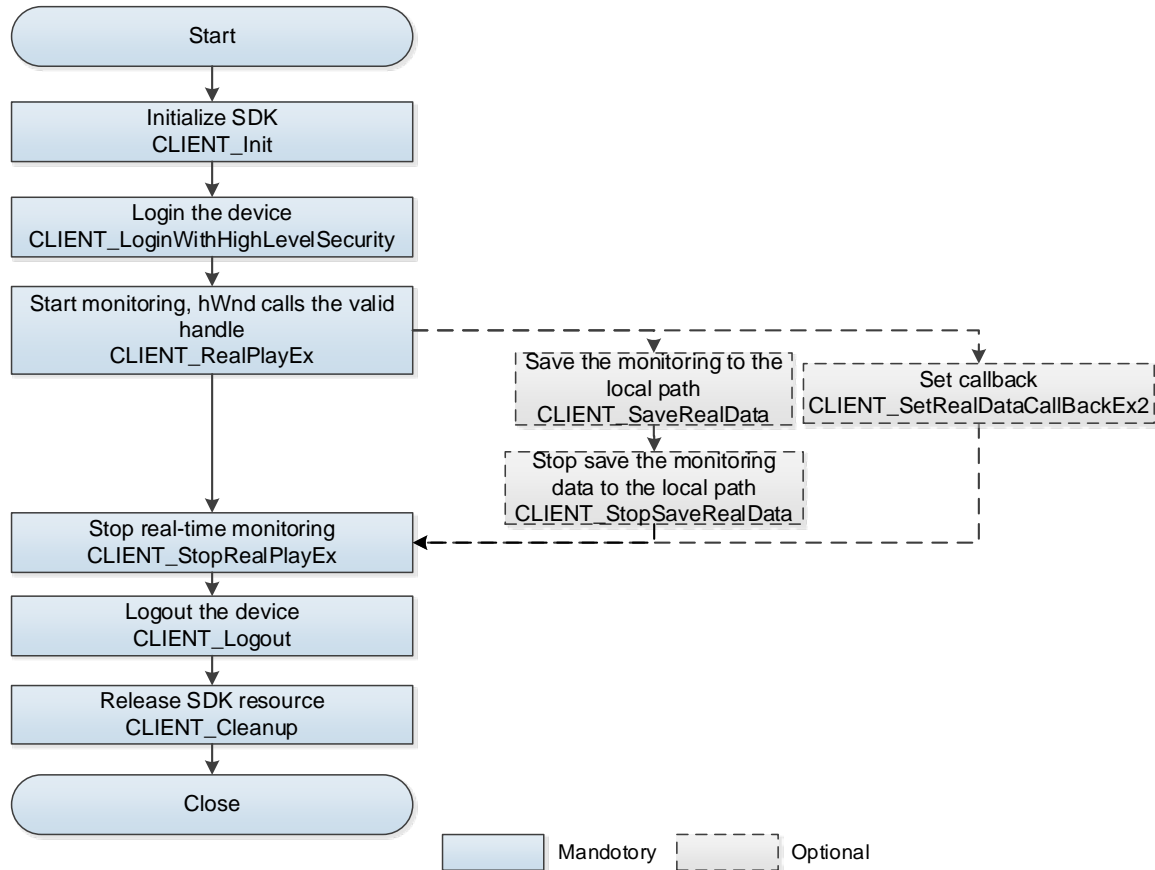 Start
Initialize SDK
CLIENT_Init
Login the device
CLIENT_LoginWithHighLevelSecurity
Start monitoring, hWnd calls the valid
handle
CLIENT_RealPlayEx
Save the monitoring to the
local path
CLIENT_SaveRealData
Set callback
CLIENT_SetRealDataCallBackEx2
Stop save the monitoring
data to the local path
CLIENT_StopSaveRealData
Stop real-time monitoring
CLIENT_StopRealPlayEx
Logout the device
CLIENT_Logout
Release SDK resource
CLIENT_Cleanup
Close
Mandotory
Optional